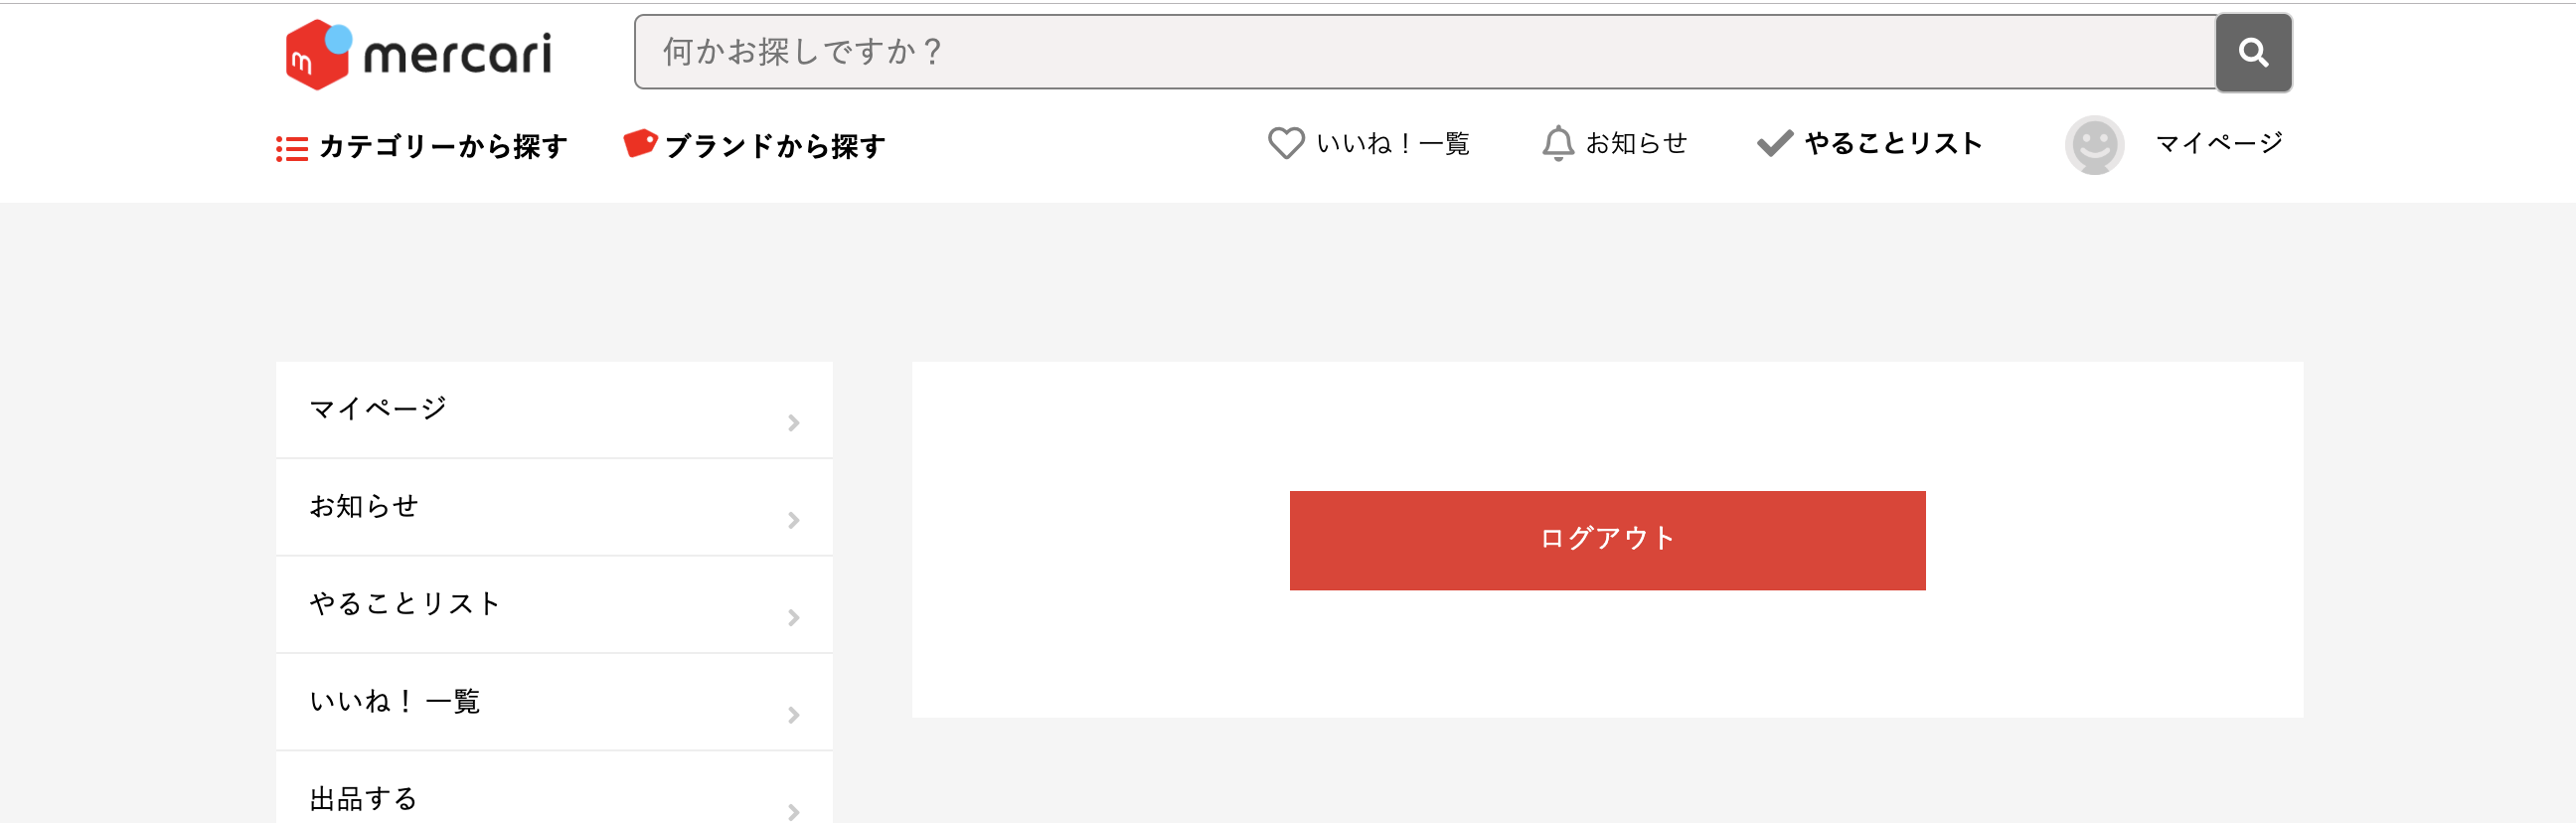 mercari
何かお探しですか？
カテゴリーから探す
ブランドから探す
いいね！一覧
お知らせ
やることリスト
マイページ
マイページ
お知らせ
やることリスト
いいね！ 一覧
出品する
ログアウト